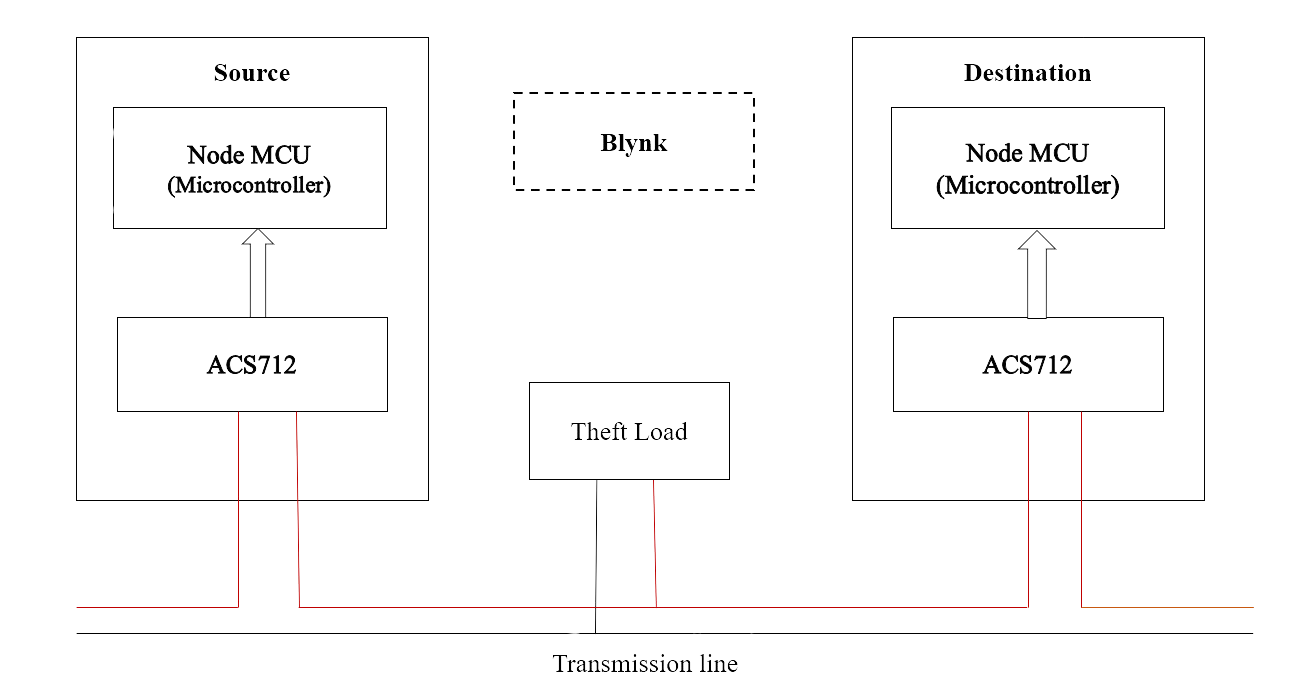 Source
Node MCU
(Microcontroller)
ACS712
Blynk
Theft Load
Destination
Node MCU
(Microcontroller)
ACS712
Transmission line